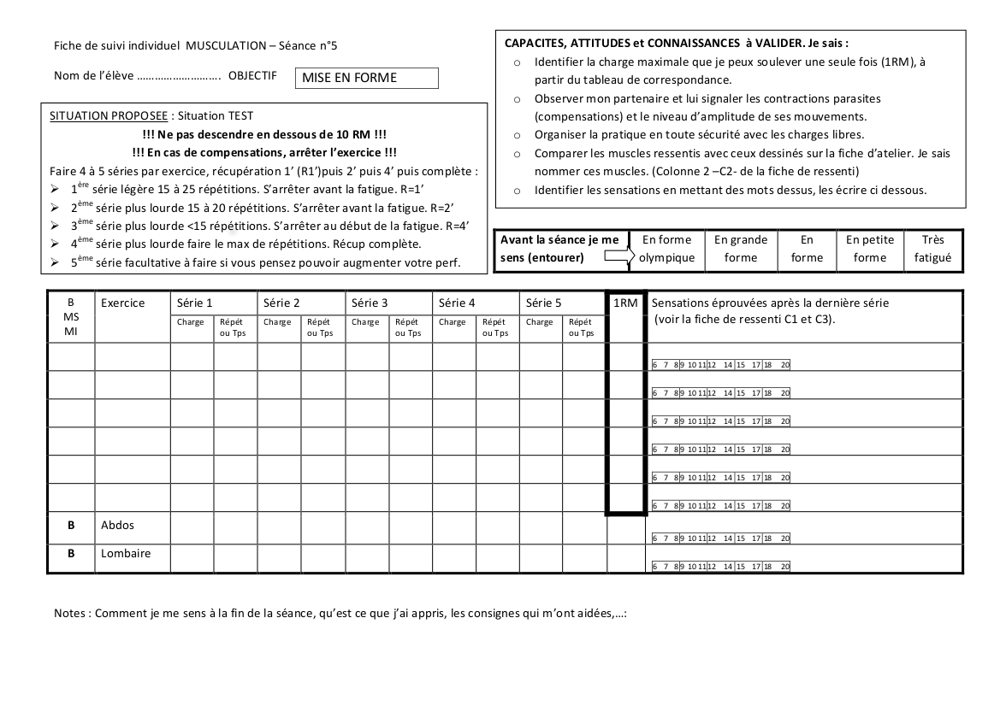 Fiche de suivi individuel  MUSCULATION – Séance n°5
Nom de l’élève ……………………….  OBJECTIF
MISE EN FORME
SITUATION PROPOSEE : Situation TEST
!!! Ne pas descendre en dessous de 10 RM !!!
!!! En cas de compensations, arrêter l’exercice !!!
Faire 4 à 5 séries par exercice, récupération 1’ (R1’)puis 2’ puis 4’ puis complète :
➢ 1ère série légère 15 à 25 répétitions. S’arrêter avant la fatigue. R=1’
➢ 2ème série plus lourde 15 à 20 répétitions. S’arrêter avant la fatigue. R=2’
➢ 3ème série plus lourde <15 répétitions. S’arrêter au début de la fatigue. R=4’
➢ 4ème série plus lourde faire le max de répétitions. Récup complète.
➢ 5ème série facultative à faire si vous pensez pouvoir augmenter votre perf.
CAPACITES, ATTITUDES et CONNAISSANCES  à VALIDER. Je sais :
o Identifier la charge maximale que je peux soulever une seule fois (1RM), à
partir du tableau de correspondance.
o Observer mon partenaire et lui signaler les contractions parasites
(compensations) et le niveau d’amplitude de ses mouvements.
o Organiser la pratique en toute sécurité avec les charges libres.
o Comparer les muscles ressentis avec ceux dessinés sur la fiche d’atelier. Je sais
nommer ces muscles. (Colonne 2 –C2- de la fiche de ressenti)
o Identifier les sensations en mettant des mots dessus, les écrire ci dessous.
Avant la séance je me
sens (entourer)
En forme
olympique
En grande
forme
En
forme
En petite
forme
Très
fatigué
B
MS
MI
Exercice
Série 1
Série 2
Série 3
Série 4
Série 5
1RM
Sensations éprouvées après la dernière série
(voir la fiche de ressenti C1 et C3).
Charge
Répét
ou Tps
Charge
Répét
ou Tps
Charge
Répét
ou Tps
Charge
Répét
ou Tps
Charge
Répét
ou Tps
6 7 8 9 10 11 12 14 15 17 18 20
6 7 8 9 10 11 12 14 15 17 18 20
6 7 8 9 10 11 12 14 15 17 18 20
6 7 8 9 10 11 12 14 15 17 18 20
6 7 8 9 10 11 12 14 15 17 18 20
6 7 8 9 10 11 12 14 15 17 18 20
B Abdos
6 7 8 9 10 11 12 14 15 17 18 20
B Lombaire
6 7 8 9 10 11 12 14 15 17 18 20
Notes : Comment je me sens à la fin de la séance, qu’est ce que j’ai appris, les consignes qui m’ont aidées,…: